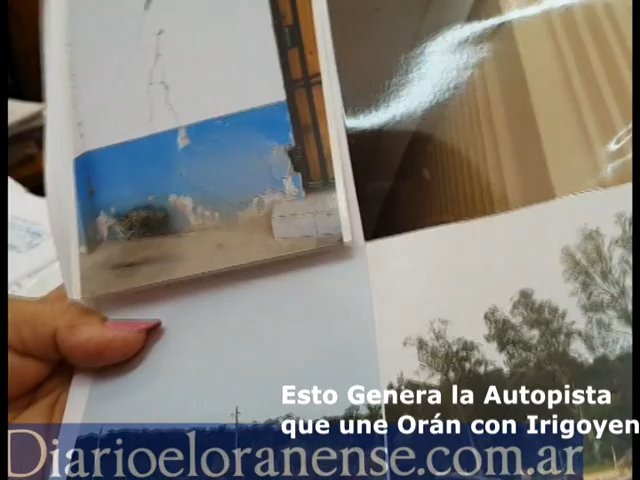 Esto Genera la Autopista
que une Orán con Irigoyen
Diarioeloranense.com.ar